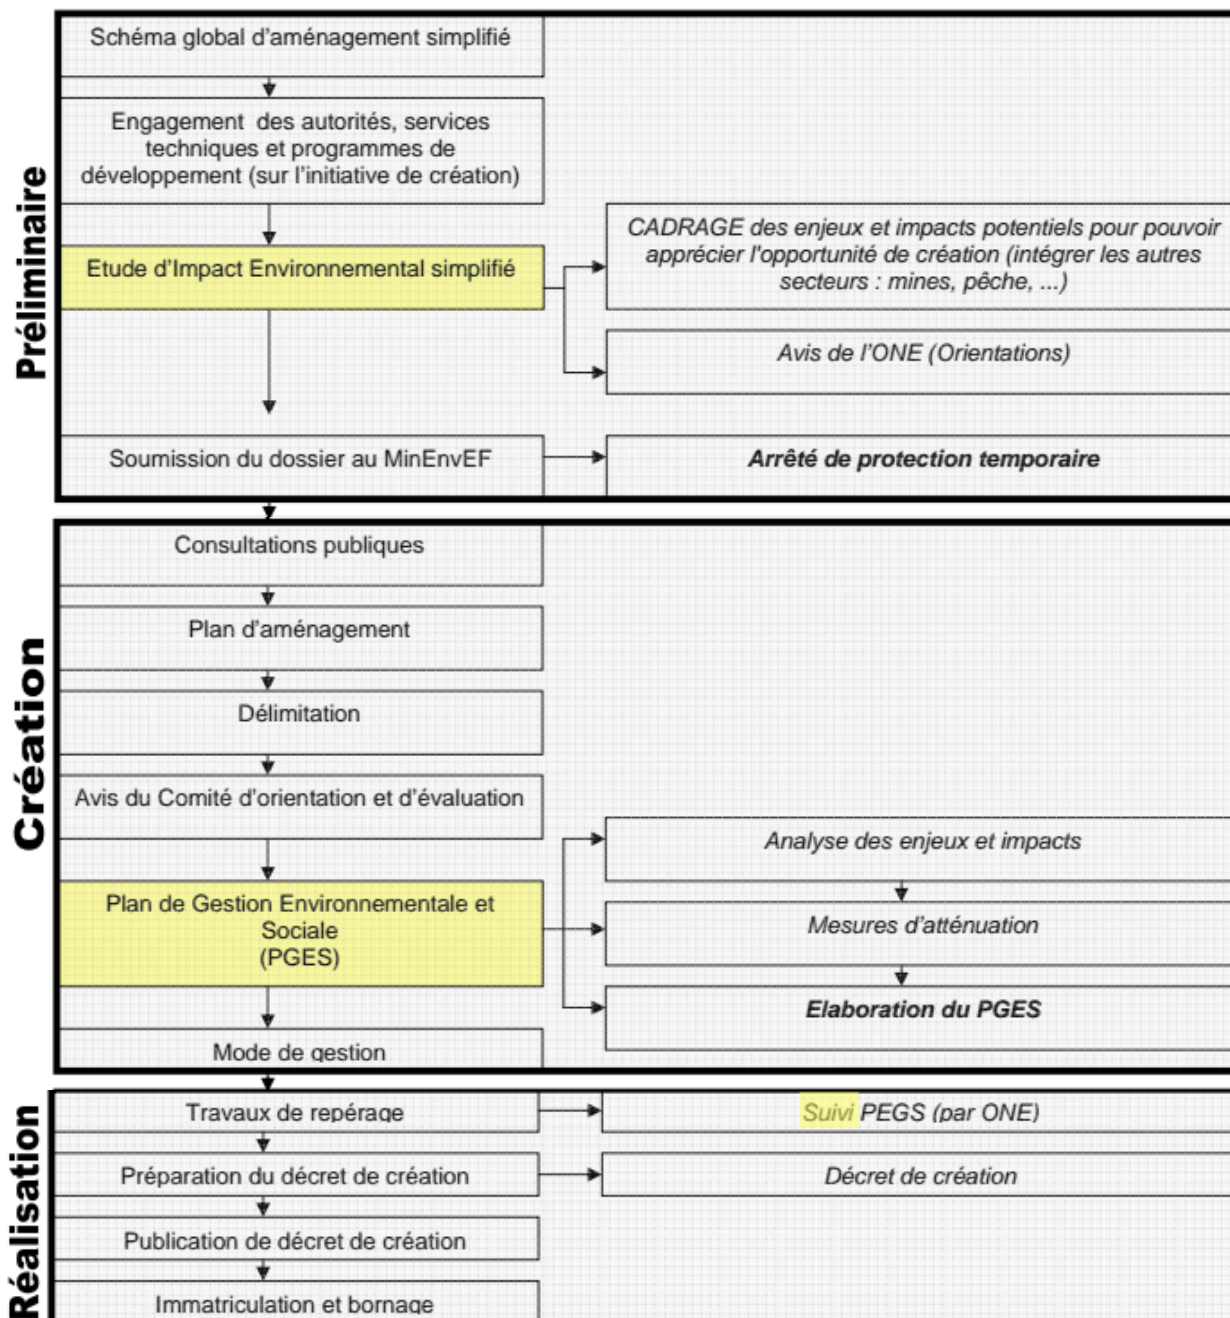 Préliminaire
Schéma global d'aménagement simplifié
Engagement des autorités, services
techniques et programmes de
développement (sur l'initiative de création)
Etude d'Impact Environnemental simplifié
CADRAGE des enjeux et impacts potentiels pour pouvoir
apprécier l'opportunité de création (intégrer les autres
secteurs : mines, pêche, ...)
Avis de l'ONE (Orientations)
Soumission du dossier au MinEnvEF
Arrêté de protection temporaire
Création
Consultations publiques
Plan d'aménagement
Délimitation
Avis du Comité d'orientation et d'évaluation
Plan de Gestion Environnementale et
Sociale
(PGES)
Analyse des enjeux et impacts
Mesures d'atténuation
Elaboration du PGES
Mode de gestion
Réalisation
Travaux de repérage
Suivi PEGS (par ONE)
Préparation du décret de création
Décret de création
Publication de décret de création
Immatriculation et bornage